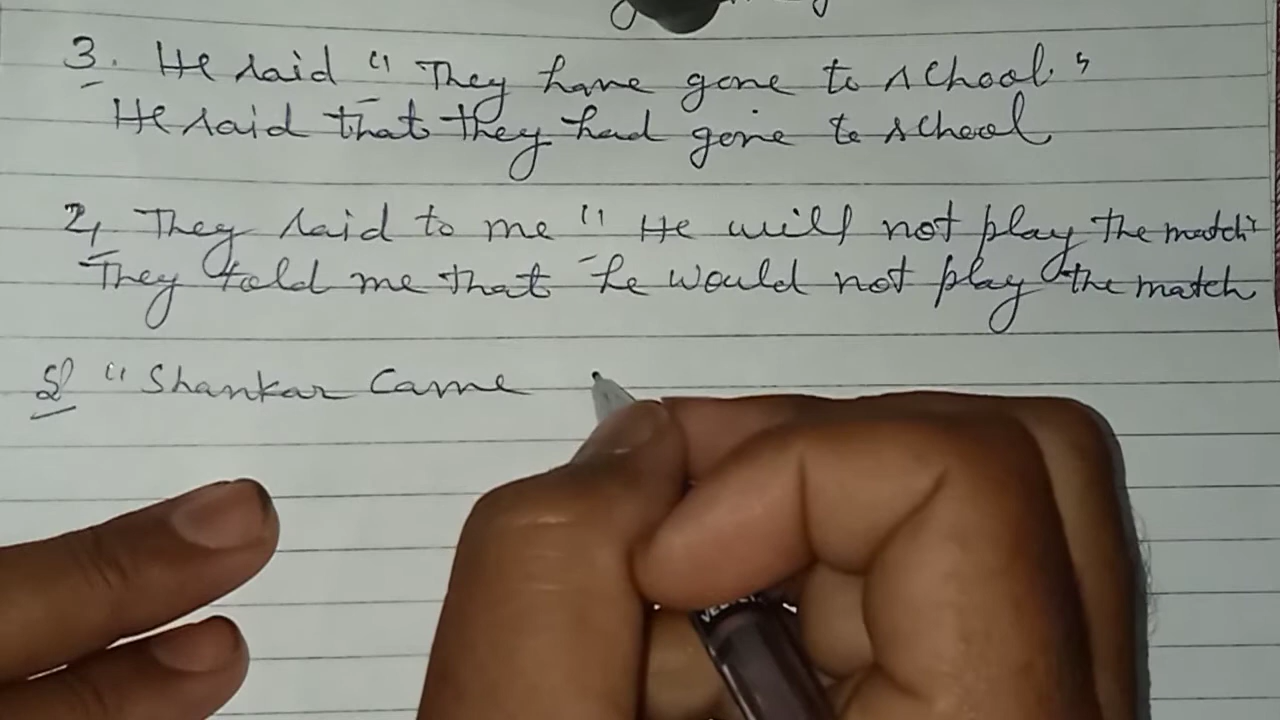 3. He said "They have gone to school"
He said that they had gone to school
2, They said to me "He will not play the match"
They told me that he would not play the match
"Shankar Came